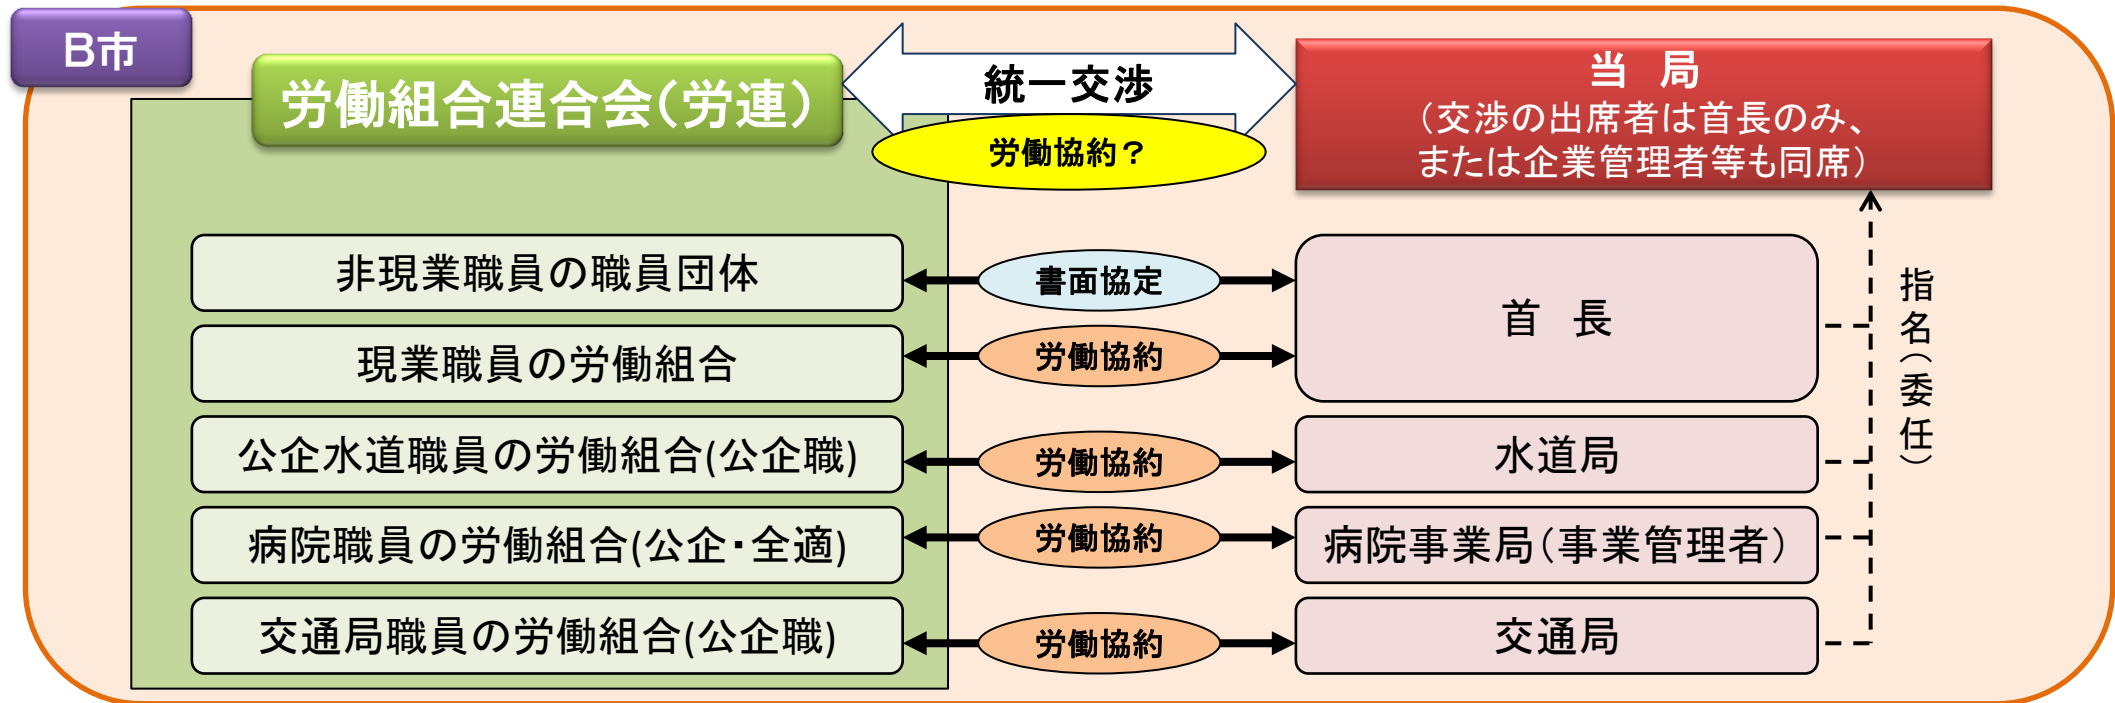 B市
労働組合連合会（労連）
統一交渉
労働協約？
当　局
（交渉の出席者は首長のみ、
または企業管理者等も同席）
非現業職員の職員団体
書面協定
首　長
現業職員の労働組合
労働協約
公企水道職員の労働組合(公企職)
労働協約
水道局
病院職員の労働組合(公企・全適)
労働協約
病院事業局（事業管理者）
交通局職員の労働組合(公企職)
労働協約
交通局
指名（委任）